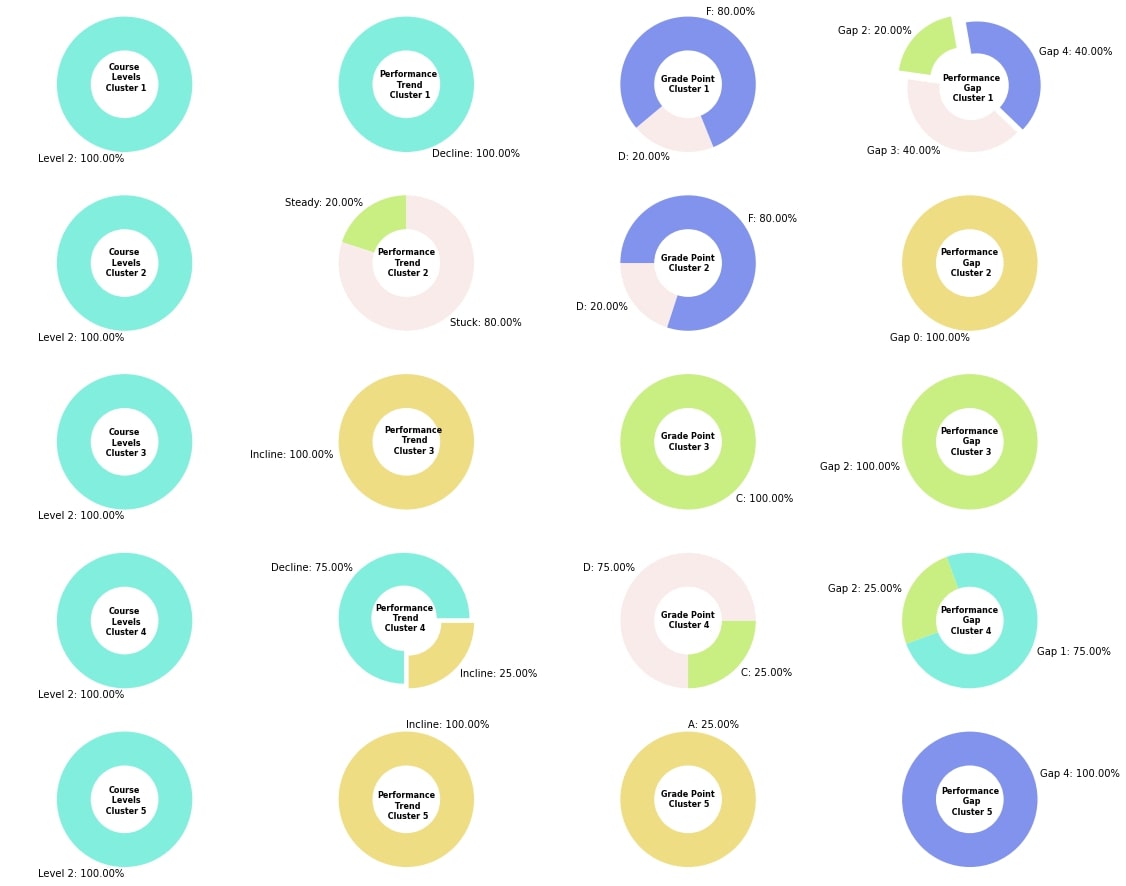 Course
Levels
Cluster 1
Level 2: 100.00%
Performance
Trend
Cluster 1
Decline: 100.00%
F: 80.00%
Grade Point
Cluster 1
D: 20.00%
Gap 2: 20.00%
Gap 4: 40.00%
Performance
Gap
Cluster 1
Gap 3: 40.00%
Course
Levels
Cluster 2
Level 2: 100.00%
Steady: 20.00%
Performance
Trend
Cluster 2
Stuck: 80.00%
F: 80.00%
Grade Point
Cluster 2
D: 20.00%
Performance
Gap
Cluster 2
Gap 0: 100.00%
Course
Levels
Cluster 3
Level 2: 100.00%
Performance
Trend
Cluster 3
Incline: 100.00%
Grade Point
Cluster 3
C: 100.00%
Performance
Gap
Cluster 3
Gap 2: 100.00%
Course
Levels
Cluster 4
Level 2: 100.00%
Decline: 75.00%
Performance
Trend
Cluster 4
Incline: 25.00%
D: 75.00%
Grade Point
Cluster 4
C: 25.00%
Gap 2: 25.00%
Performance
Gap
Cluster 4
Gap 1: 75.00%
Course
Levels
Cluster 5
Level 2: 100.00%
Incline: 100.00%
Performance
Trend
Cluster 5
A: 25.00%
Grade Point
Cluster 5
Gap 4: 100.00%
Performance
Gap
Cluster 5